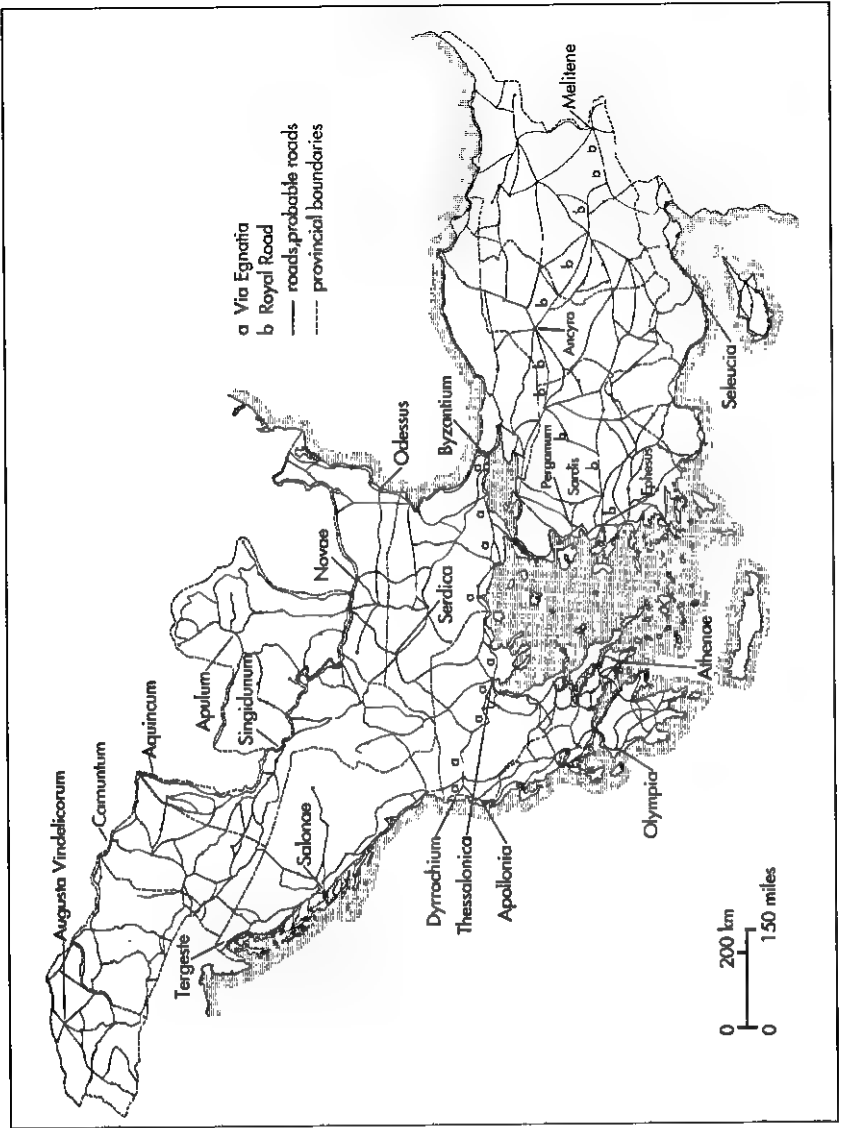 a Via Egnatia
b Royal Road
roads,probable roads
provincial boundaries
Augusta Vindelicorum
Carnuntum
Aquincum
Apulum
Singidunum
Novae
Odessus
Byzantium
Tergeste
Salonae
Serdica
Dyrrachium
Thessalonica
Apollonia
Olympia
Athenae
Pergamum
Sardis
Ephesus
Ancyra
Melitene
Seleucia
a
a
a
a
a
a
a
a
a
b
b
b
b
b
b
b
b
b
b
0 200 km
0 150 miles